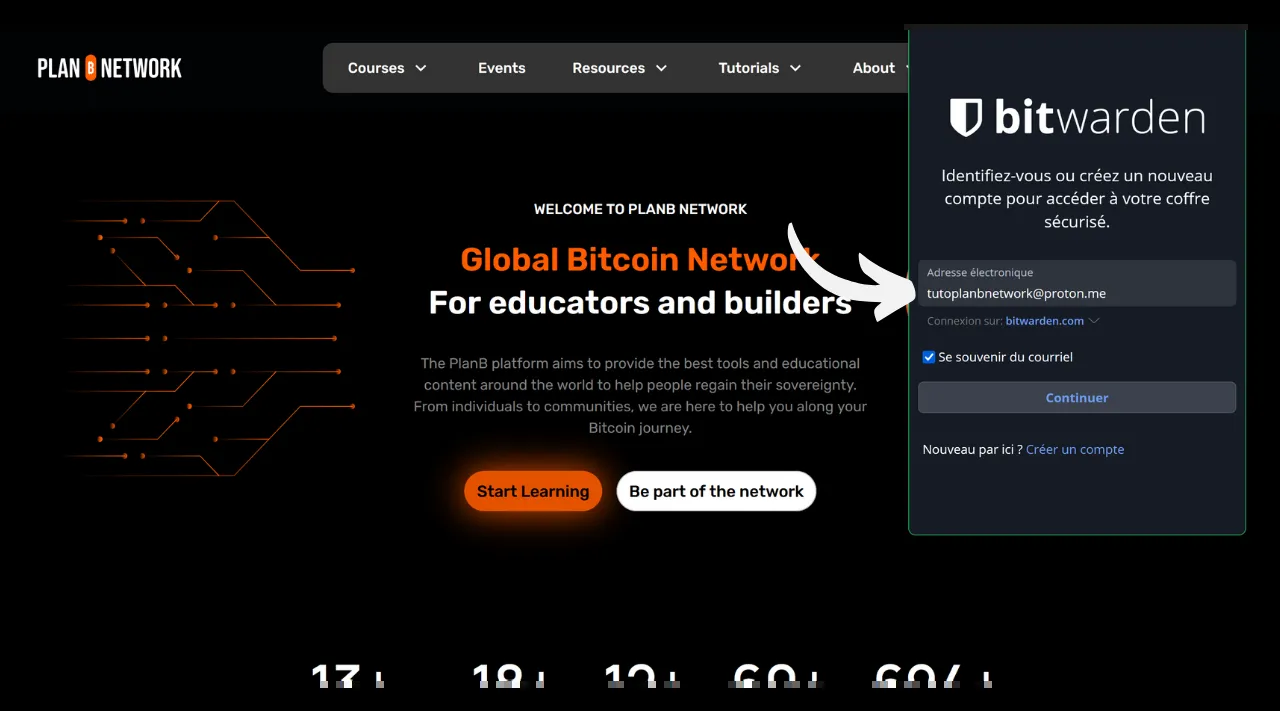 PLAN B NETWORK
Courses
Events
Resources
Tutorials
About
WELCOME TO PLANB NETWORK
Global Bitcoin Network
For educators and builders
The PlanB platform aims to provide the best tools and educational
content around the world to help people regain their sovereignty.
From individuals to communities, we are here to help you along your
Bitcoin journey.
Start Learning
Be part of the network
bitwarden
Identifiez-vous ou créez un nouveau
compte pour accéder à votre coffre
sécurisé.
Adresse électronique
tutoplanbnetwork@proton.me
Connexion sur: bitwarden.com
Se souvenir du courriel
Continuer
Nouveau par ici ? Créer un compte